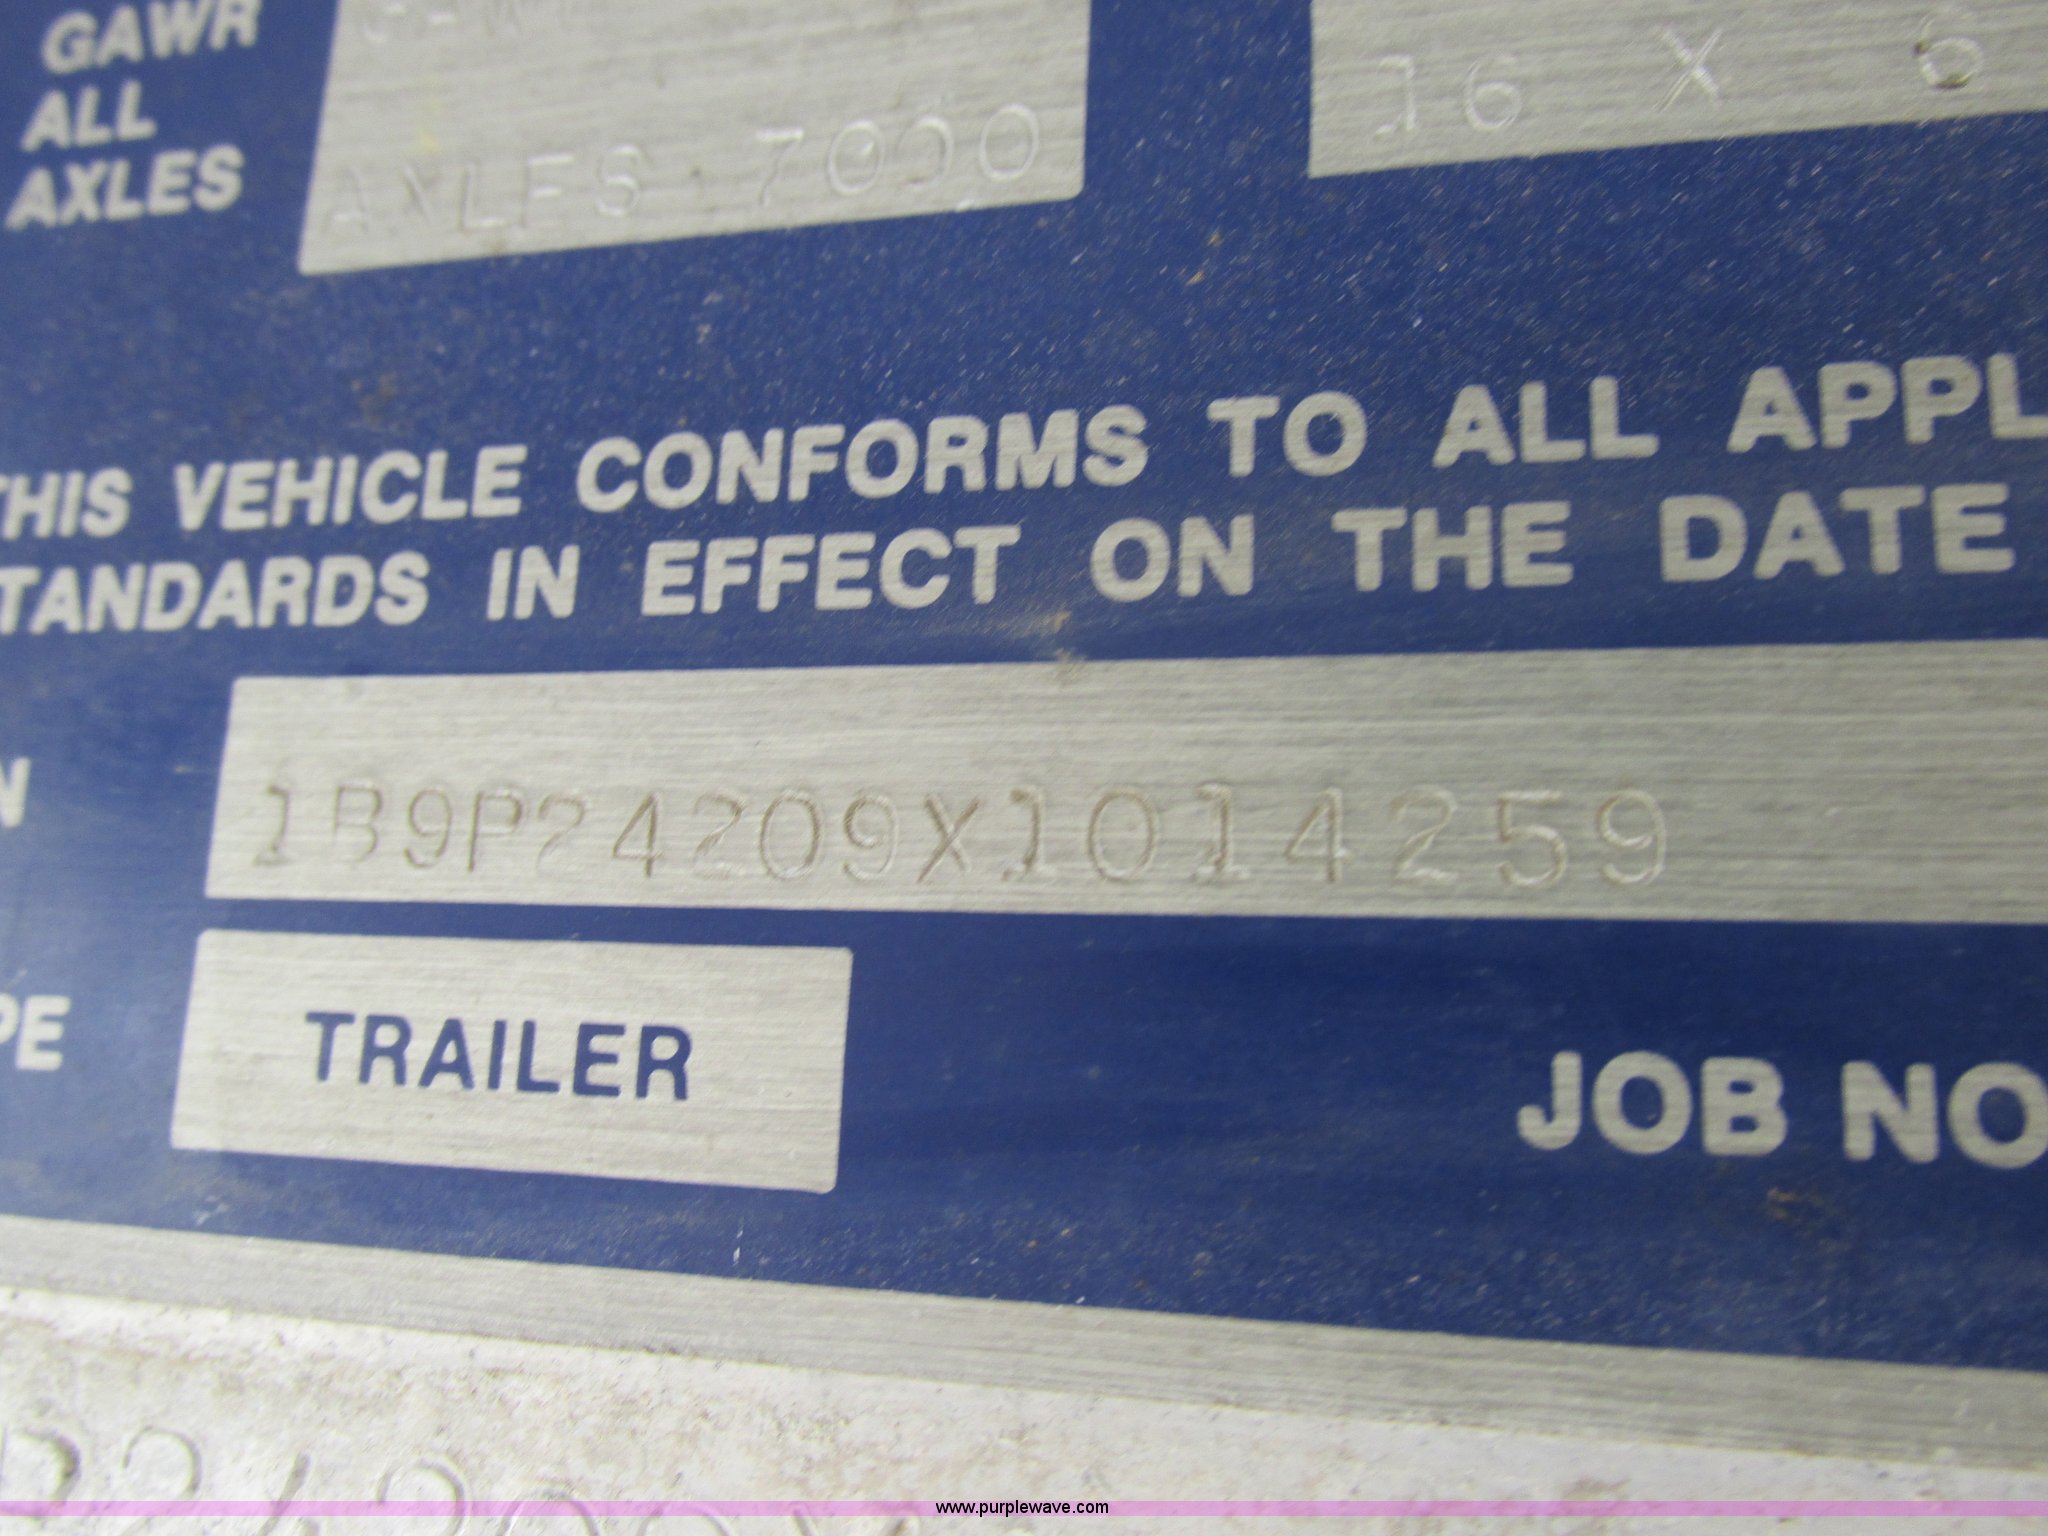 GAWR
ALL
AXLES
AXLES 7000
16 X 6
THIS VEHICLE CONFORMS TO ALL APPL
STANDARDS IN EFFECT ON THE DATE
N
1B9P24209X1014259
PE
TRAILER
JOB NO
www.purplewave.com